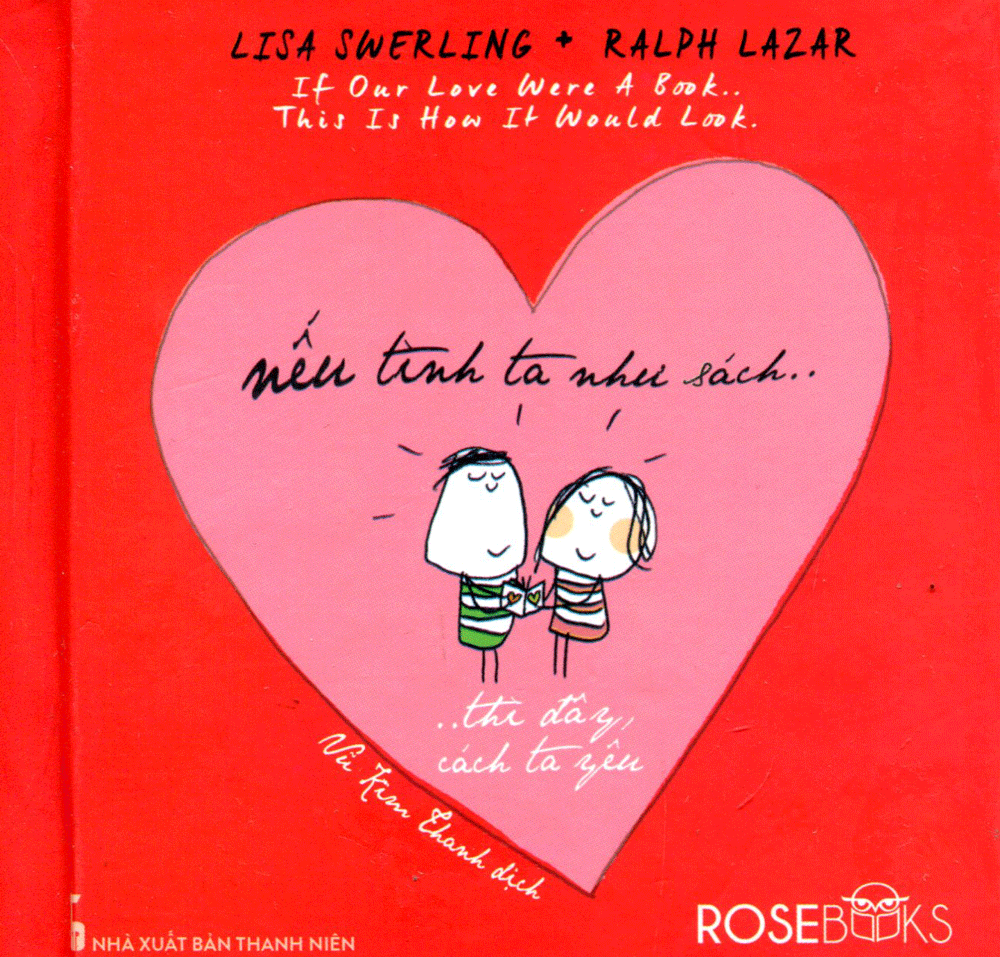 LISA SWERLING + RALPH LAZAR
If Our Love Were A Book..
This Is How It Would Look.
nếu tình ta như sách..
..thì đây,
cách ta yêu
Vũ Kim Thanh dịch
NHÀ XUẤT BẢN THANH NIÊN
ROSEBOOKS